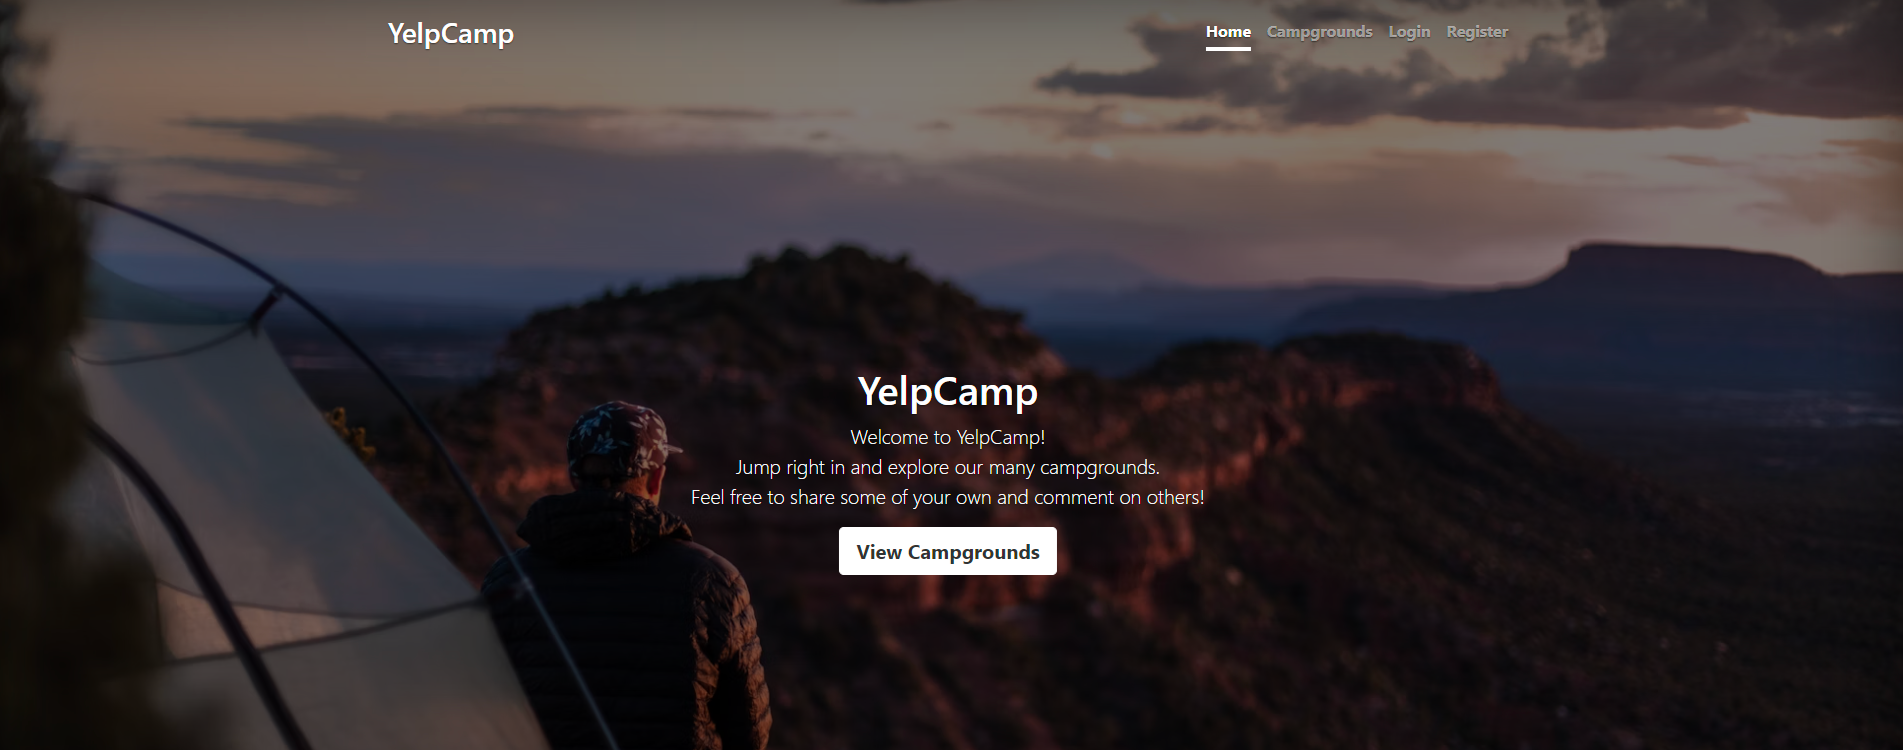 YelpCamp
Home Campgrounds Login Register
YelpCamp
Welcome to YelpCamp!
Jump right in and explore our many campgrounds.
Feel free to share some of your own and comment on others!
View Campgrounds